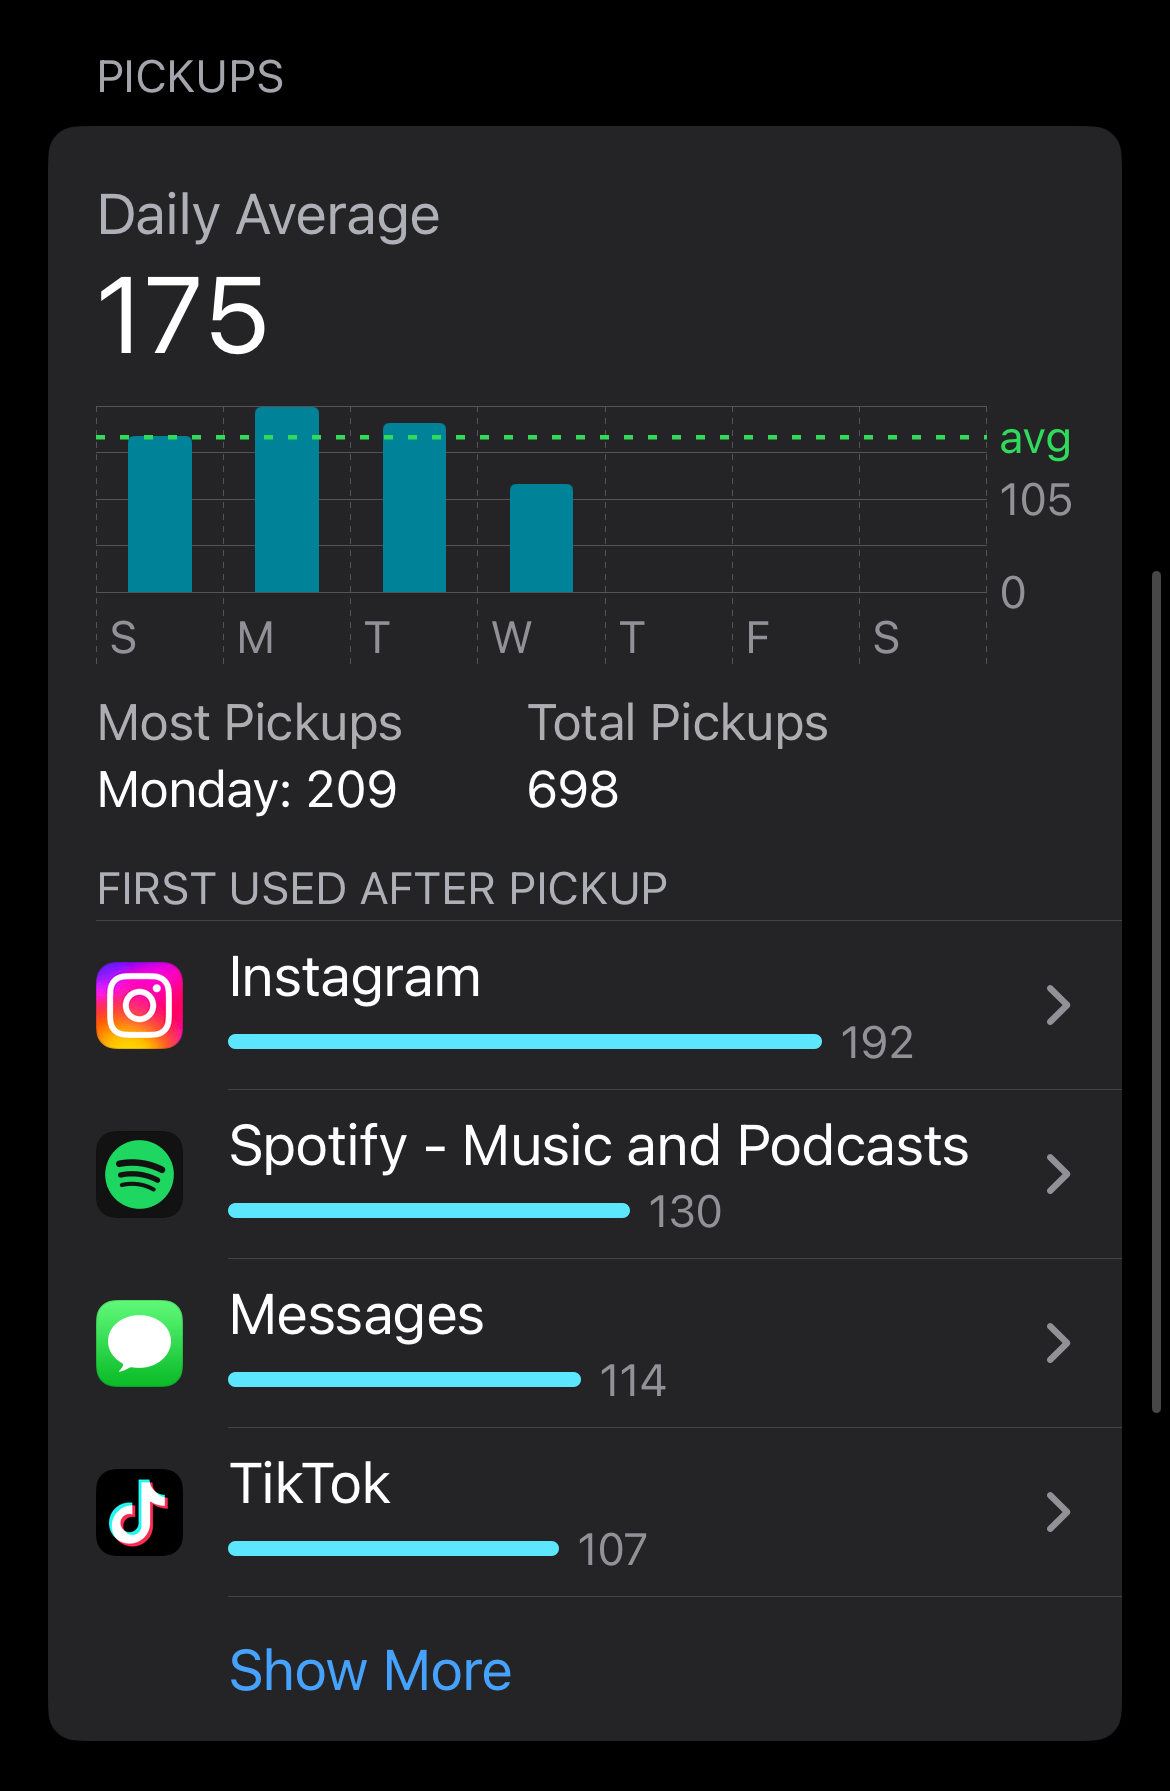 PICKUPS
Daily Average
175
avg
105
0
S M T W T F S
Most Pickups Total Pickups
Monday: 209 698
FIRST USED AFTER PICKUP
Instagram
192
Spotify - Music and Podcasts
130
Messages
114
TikTok
107
Show More